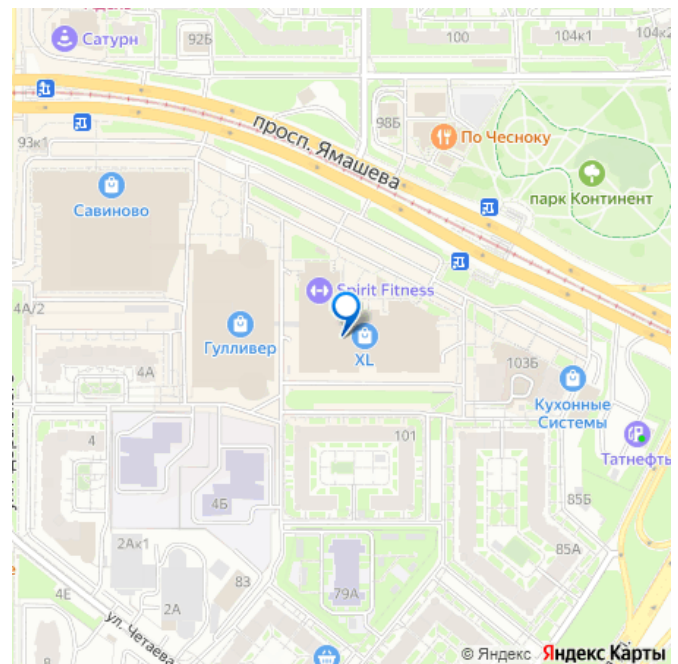 Сатурн
92Б
100
104к1
104к2
98Б
По Чесноку
просп. Ямашева
93к1
парк Континент
Савиново
Spirit Fitness
4А/2
Гулливер
XL
103Б
4А
Кухонные
Системы
101
4
Татнефть
4Б
85Б
2Ак1
85А
83
79А
4Е
2А
ул. Четаева
8
© Яндекс Яндекс Карты